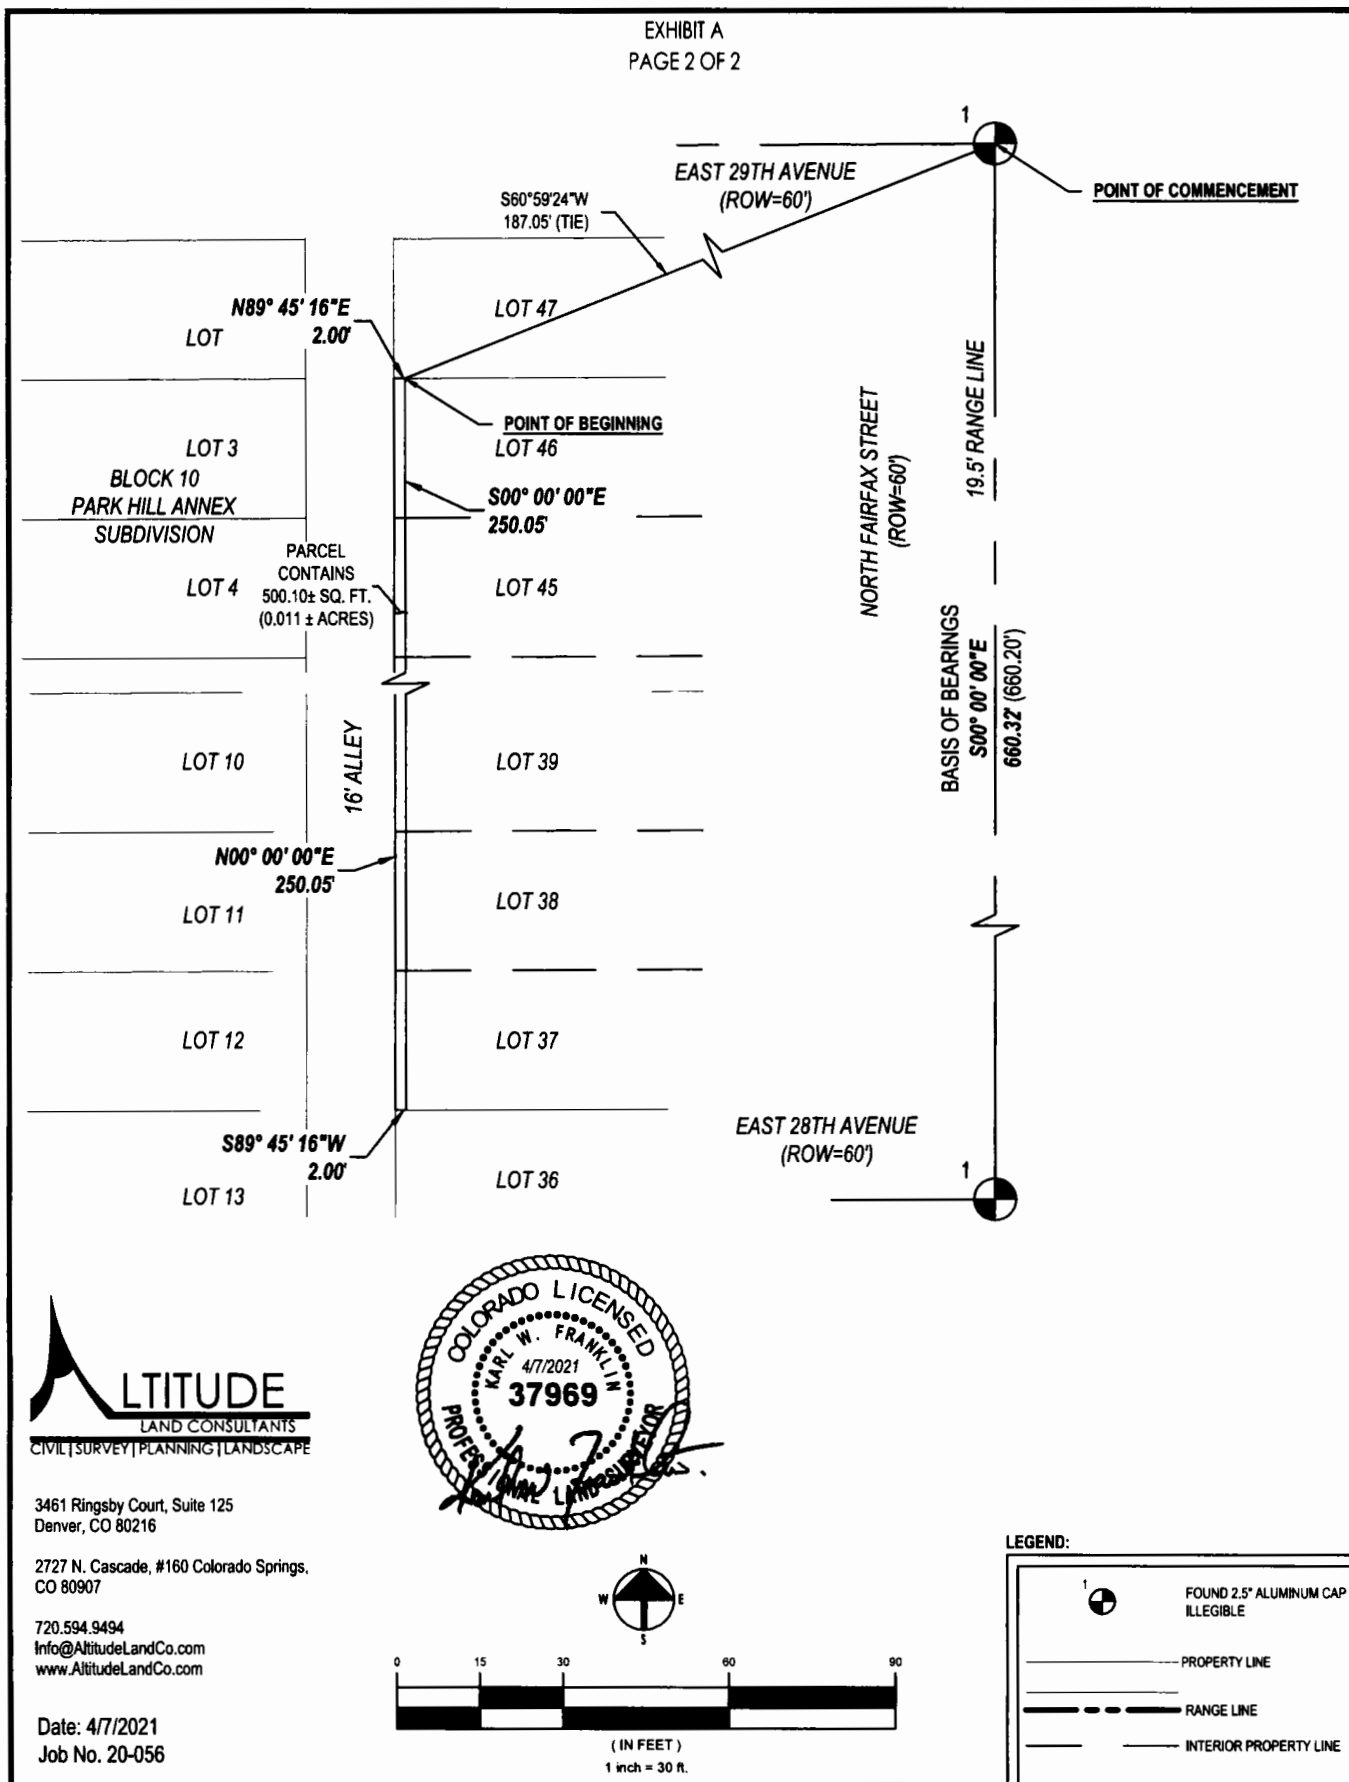 EXHIBIT A
PAGE 2 OF 2
1
EAST 29TH AVENUE
(ROW=60')
POINT OF COMMENCEMENT
S60°59'24"W
187.05' (TIE)
N89° 45' 16"E
2.00'
LOT 47
LOT
POINT OF BEGINNING
LOT 3
LOT 46
BLOCK 10
PARK HILL ANNEX
SUBDIVISION
S00° 00' 00"E
250.05'
NORTH FAIRFAX STREET
(ROW=60')
19.5' RANGE LINE
PARCEL
CONTAINS
500.10± SQ. FT.
(0.011 ± ACRES)
LOT 4
LOT 45
BASIS OF BEARINGS
S00° 00' 00"E
660.32' (660.20')
16' ALLEY
LOT 10
LOT 39
N00° 00' 00"E
250.05'
LOT 11
LOT 38
LOT 12
LOT 37
S89° 45' 16"W
2.00'
EAST 28TH AVENUE
(ROW=60')
1
LOT 13
LOT 36
COLORADO LICENSED
KARL W. FRANKLIN
4/7/2021
37969
PROFESSIONAL LAND SURVEYOR
ALTITUDE
LAND CONSULTANTS
CIVIL | SURVEY | PLANNING | LANDSCAPE
3461 Ringsby Court, Suite 125
Denver, CO 80216
2727 N. Cascade, #160 Colorado Springs,
CO 80907
720.594.9494
Info@AltitudeLandCo.com
www.AltitudeLandCo.com
Date: 4/7/2021
Job No. 20-056
N
W E
S
0 15 30 60 90
( IN FEET )
1 inch = 30 ft.
LEGEND:
1
FOUND 2.5" ALUMINUM CAP
ILLEGIBLE
PROPERTY LINE
RANGE LINE
INTERIOR PROPERTY LINE